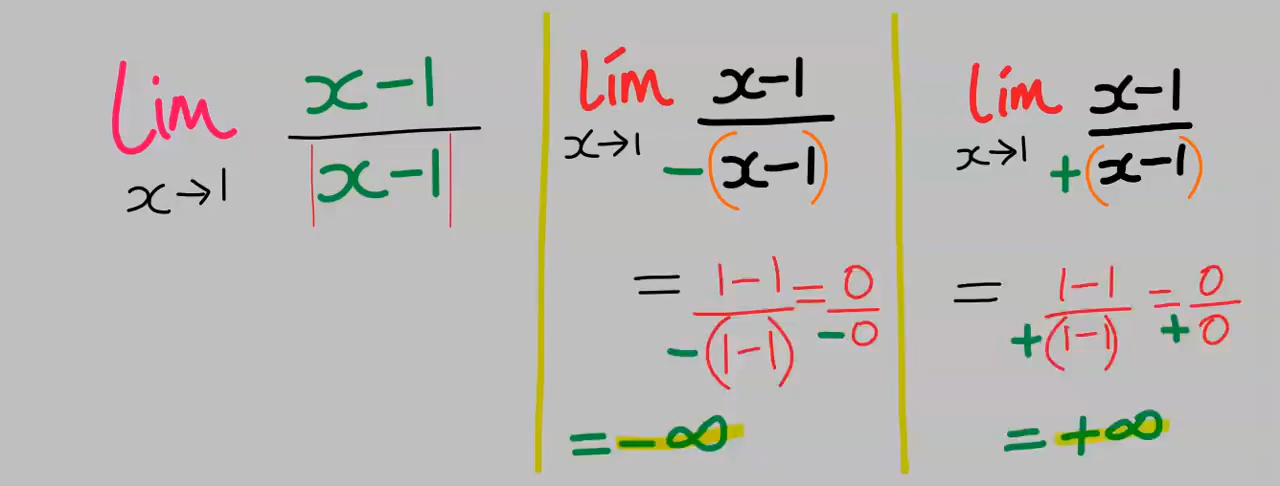 Lim x-1
x→1 |x-1|
Lim x-1
x→1 -(x-1)
= 1-1 = 0
-(1-1) -0
= -∞
Lim x-1
x→1 +(x-1)
= 1-1 = 0
+(1-1) +0
= +∞